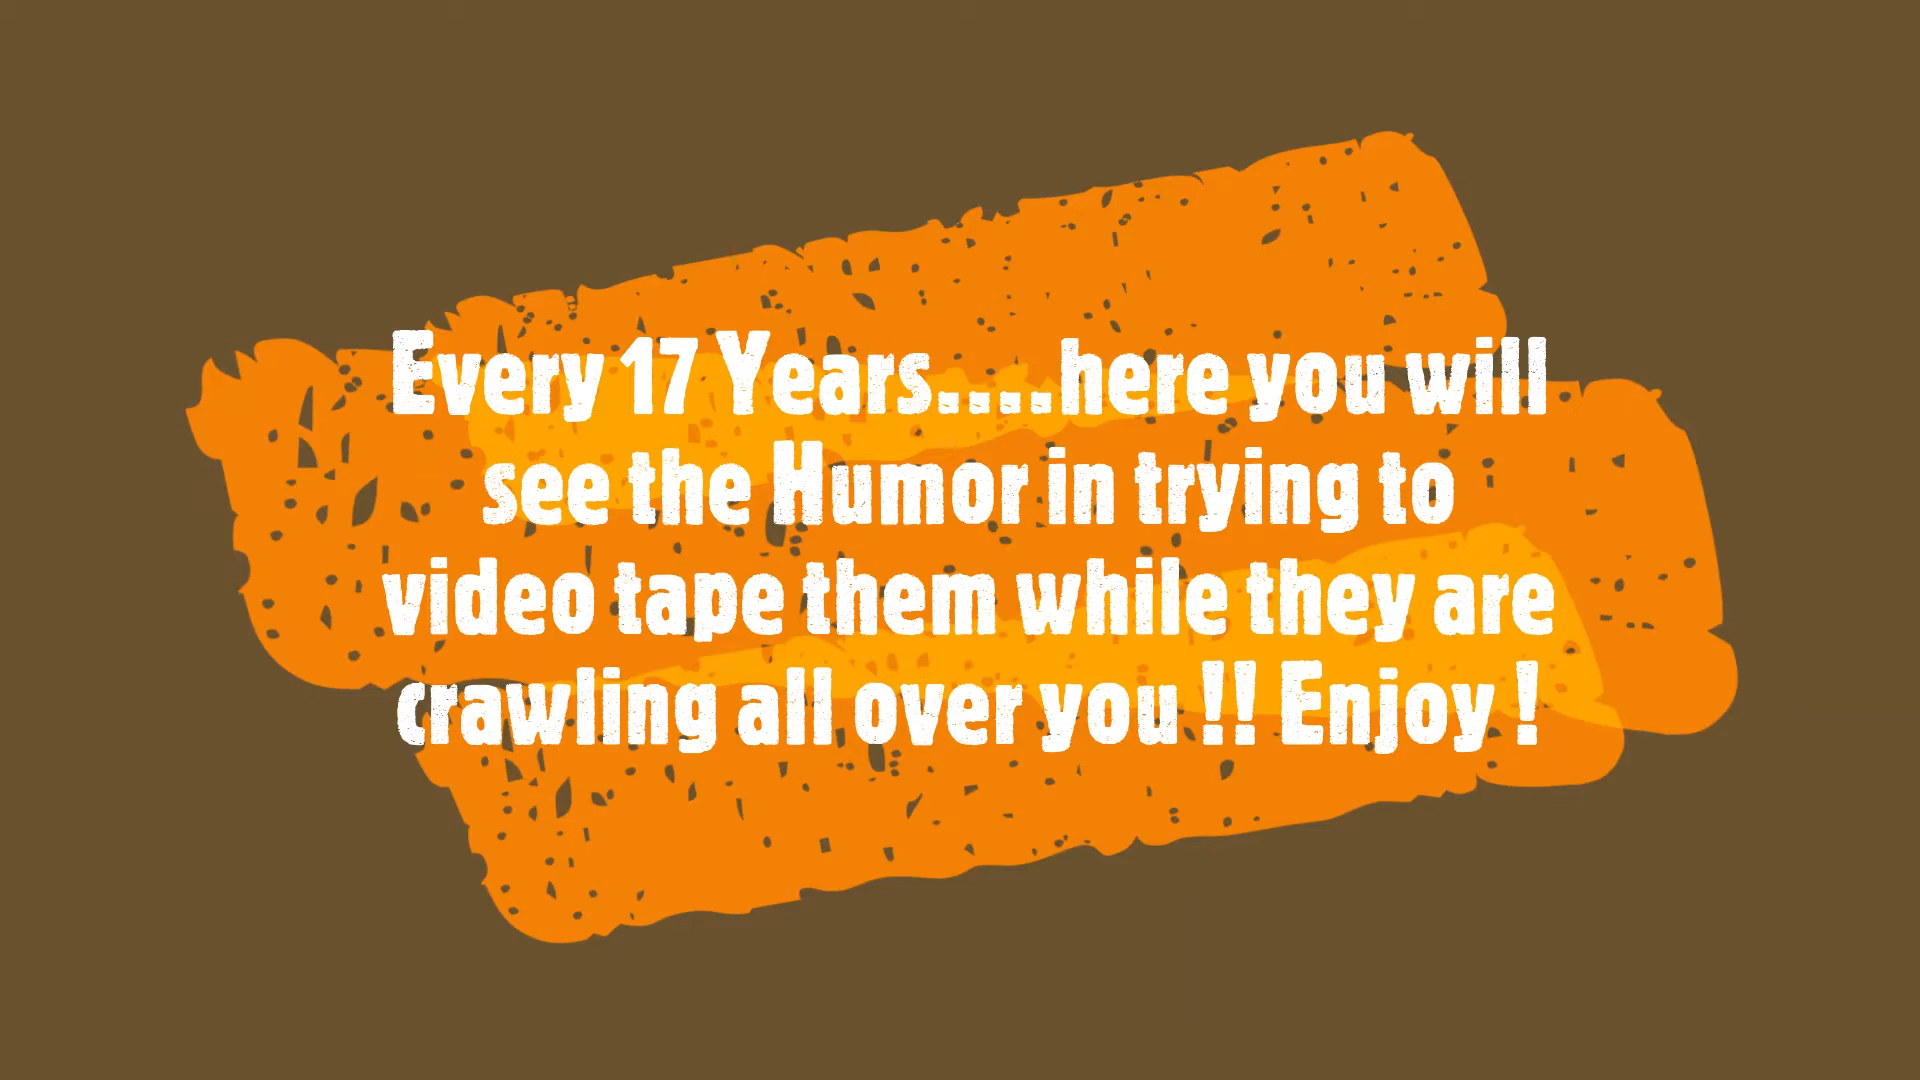 Every 17 Years....here you will
see the Humor in trying to
video tape them while they are
crawling all over you !! Enjoy !